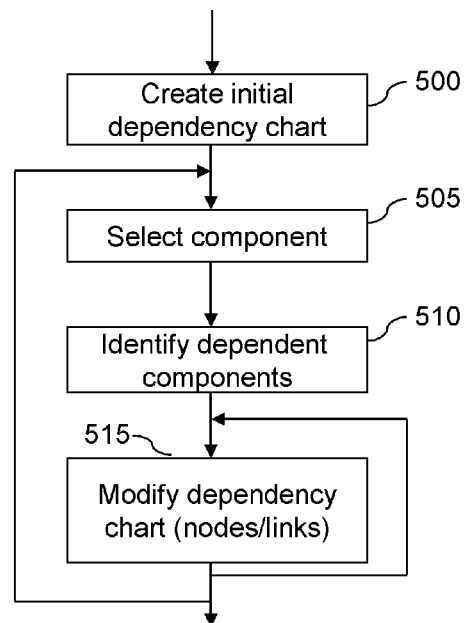 Create initial
dependency chart
500
Select component
505
Identify dependent
components
510
515
Modify dependency
chart (nodes/links)